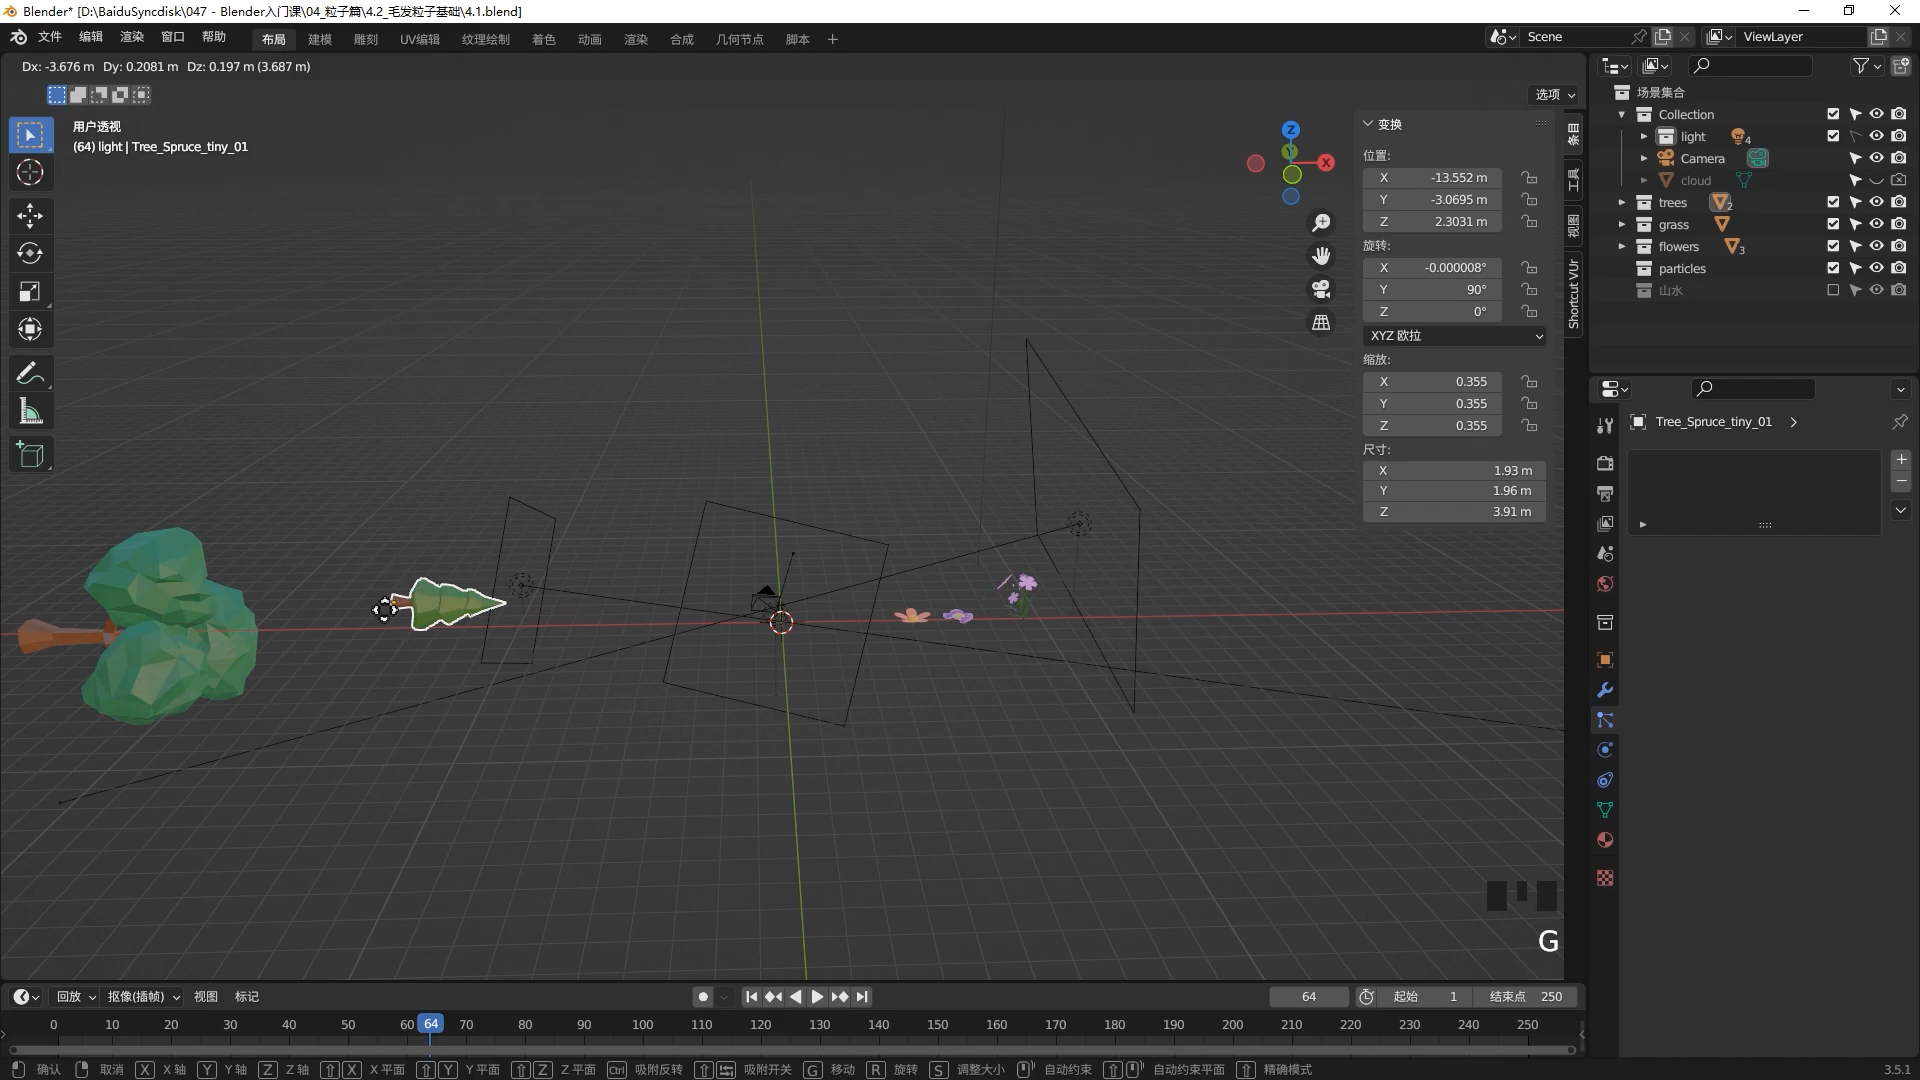 Blender* [D:\BaiduSyncdisk\047 - Blender入门课\04_粒子篇\4.2_毛发粒子基础\4.1.blend]
文件 编辑 渲染 窗口 帮助 布局 建模 雕刻 UV编辑 纹理绘制 着色 动画 渲染 合成 几何节点 脚本 + Scene ViewLayer
Dx: -3.676 m Dy: 0.2081 m Dz: 0.197 m (3.687 m)
选项
用户透视
(64) light | Tree_Spruce_tiny_01
Z
X
变换
位置:
X -13.552 m
Y -3.0695 m
Z 2.3031 m
旋转:
X -0.000008°
Y 90°
Z 0°
XYZ 欧拉
缩放:
X 0.355
Y 0.355
Z 0.355
尺寸:
X 1.93 m
Y 1.96 m
Z 3.91 m
条目
工具
视图
Shortcut VUr
场景集合
Collection
light 4
Camera
cloud
trees 2
grass
flowers 3
particles
山水
Tree_Spruce_tiny_01
G
回放 抠像(插帧) 视图 标记 64 起始 1 结束点 250
0 10 20 30 40 50 60 64 70 80 90 100 110 120 130 140 150 160 170 180 190 200 210 220 230 240 250
确认 取消 X X 轴 Y Y 轴 Z Z 轴 X X 平面 Y Y 平面 Z Z 平面 Ctrl 吸附反转 吸附开关 G 移动 R 旋转 S 调整大小 自动约束 自动约束平面 精确模式 3.5.1